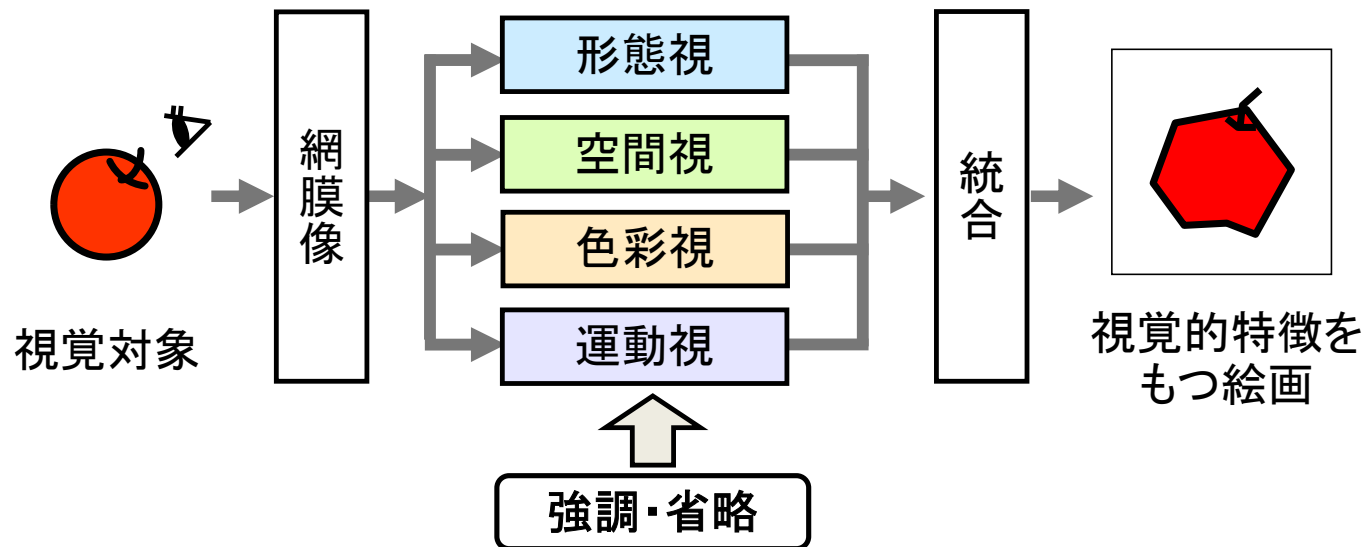 視覚対象
網膜像
形態視
空間視
色彩視
運動視
強調・省略
統合
視覚的特徴を
もつ絵画